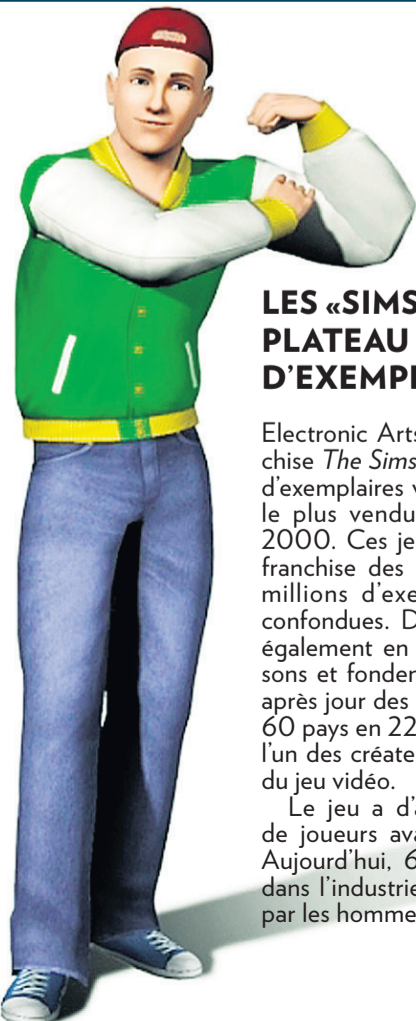 LES «SIMS
PLATEAU
D'EXEMPL
Electronic Arts
chise The Sims
d'exemplaires v
le plus vendu
2000. Ces je
franchise des
millions d'exe
confondues. D
également en
sons et fonder
après jour des
60 pays en 22
l'un des créate
du jeu vidéo.
Le jeu a d'a
de joueurs ava
Aujourd'hui, 6
dans l'industrie
par les homme